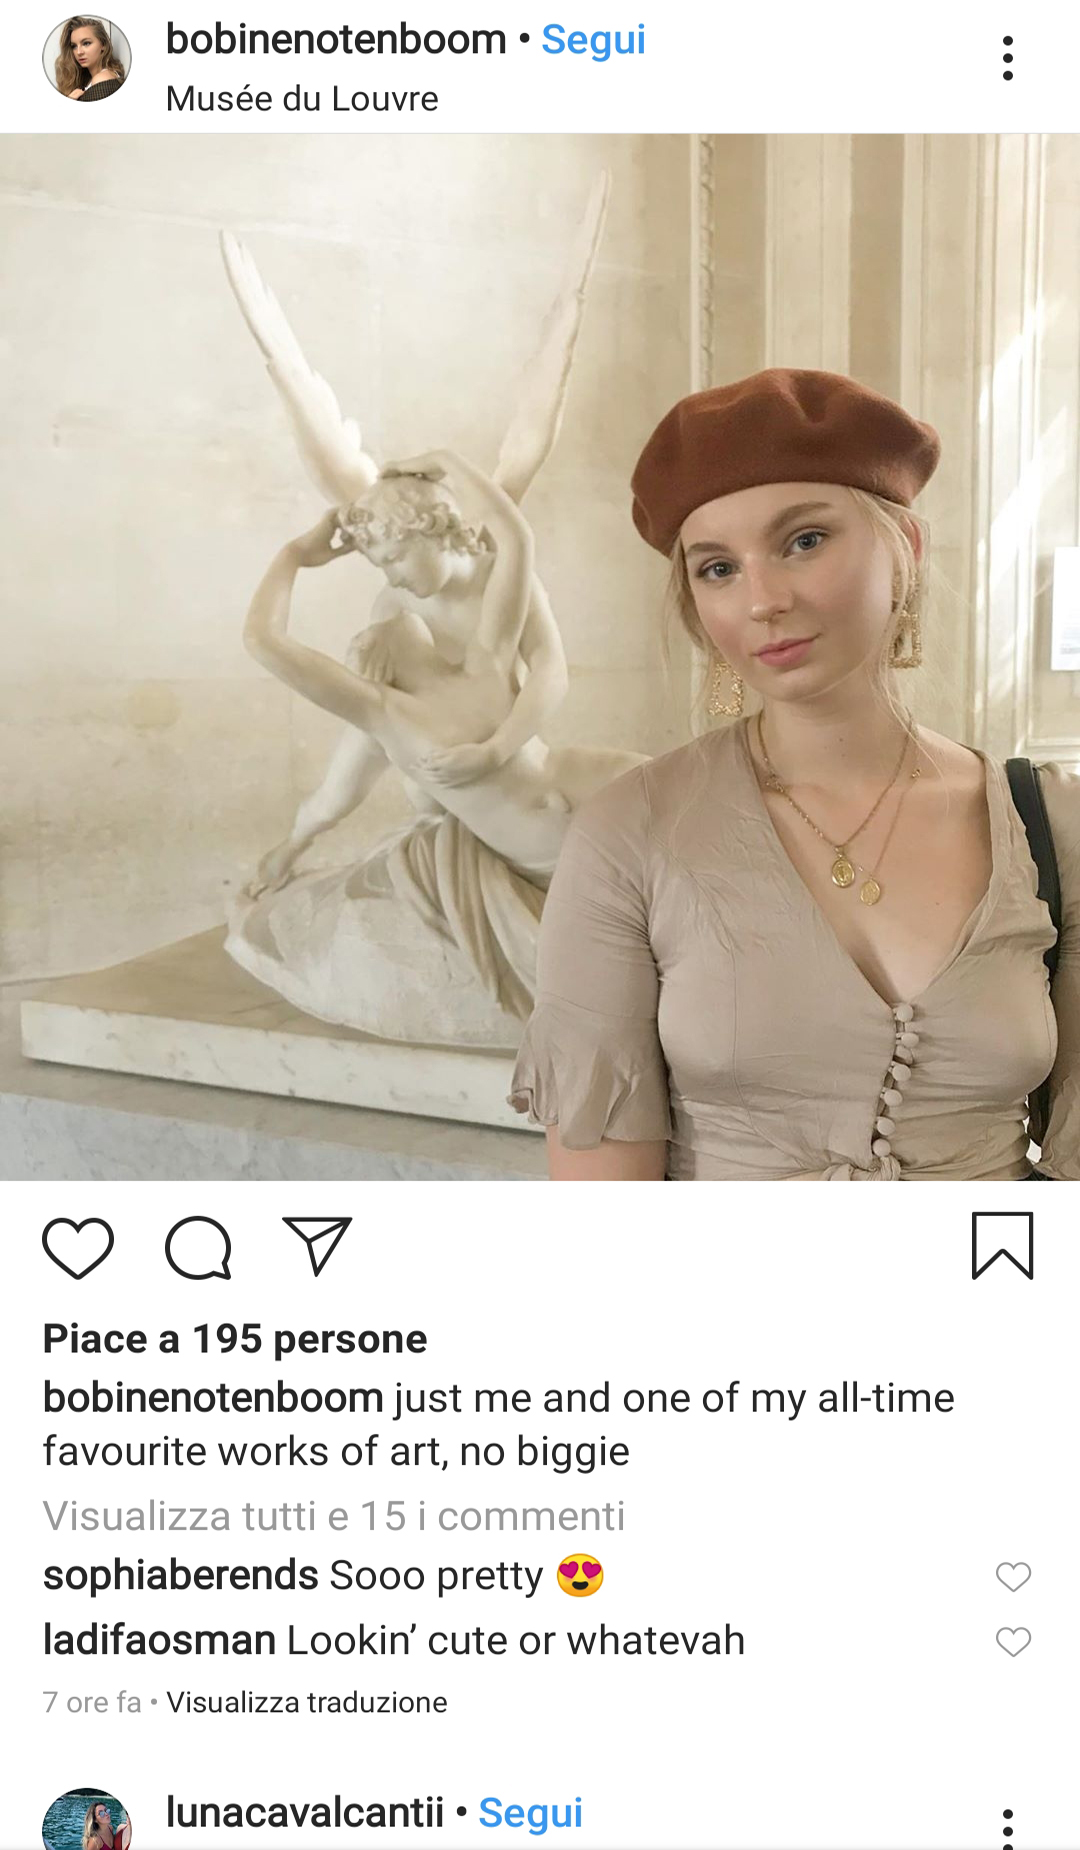 bobinenotenboom • Segui
Musée du Louvre
Piace a 195 persone
bobinenotenboom just me and one of my all-time
favourite works of art, no biggie
Visualizza tutti e 15 i commenti
sophiaberends Sooo pretty 😍
ladifaosman Lookin’ cute or whatevah
7 ore fa • Visualizza traduzione
lunacavalcantii • Segui